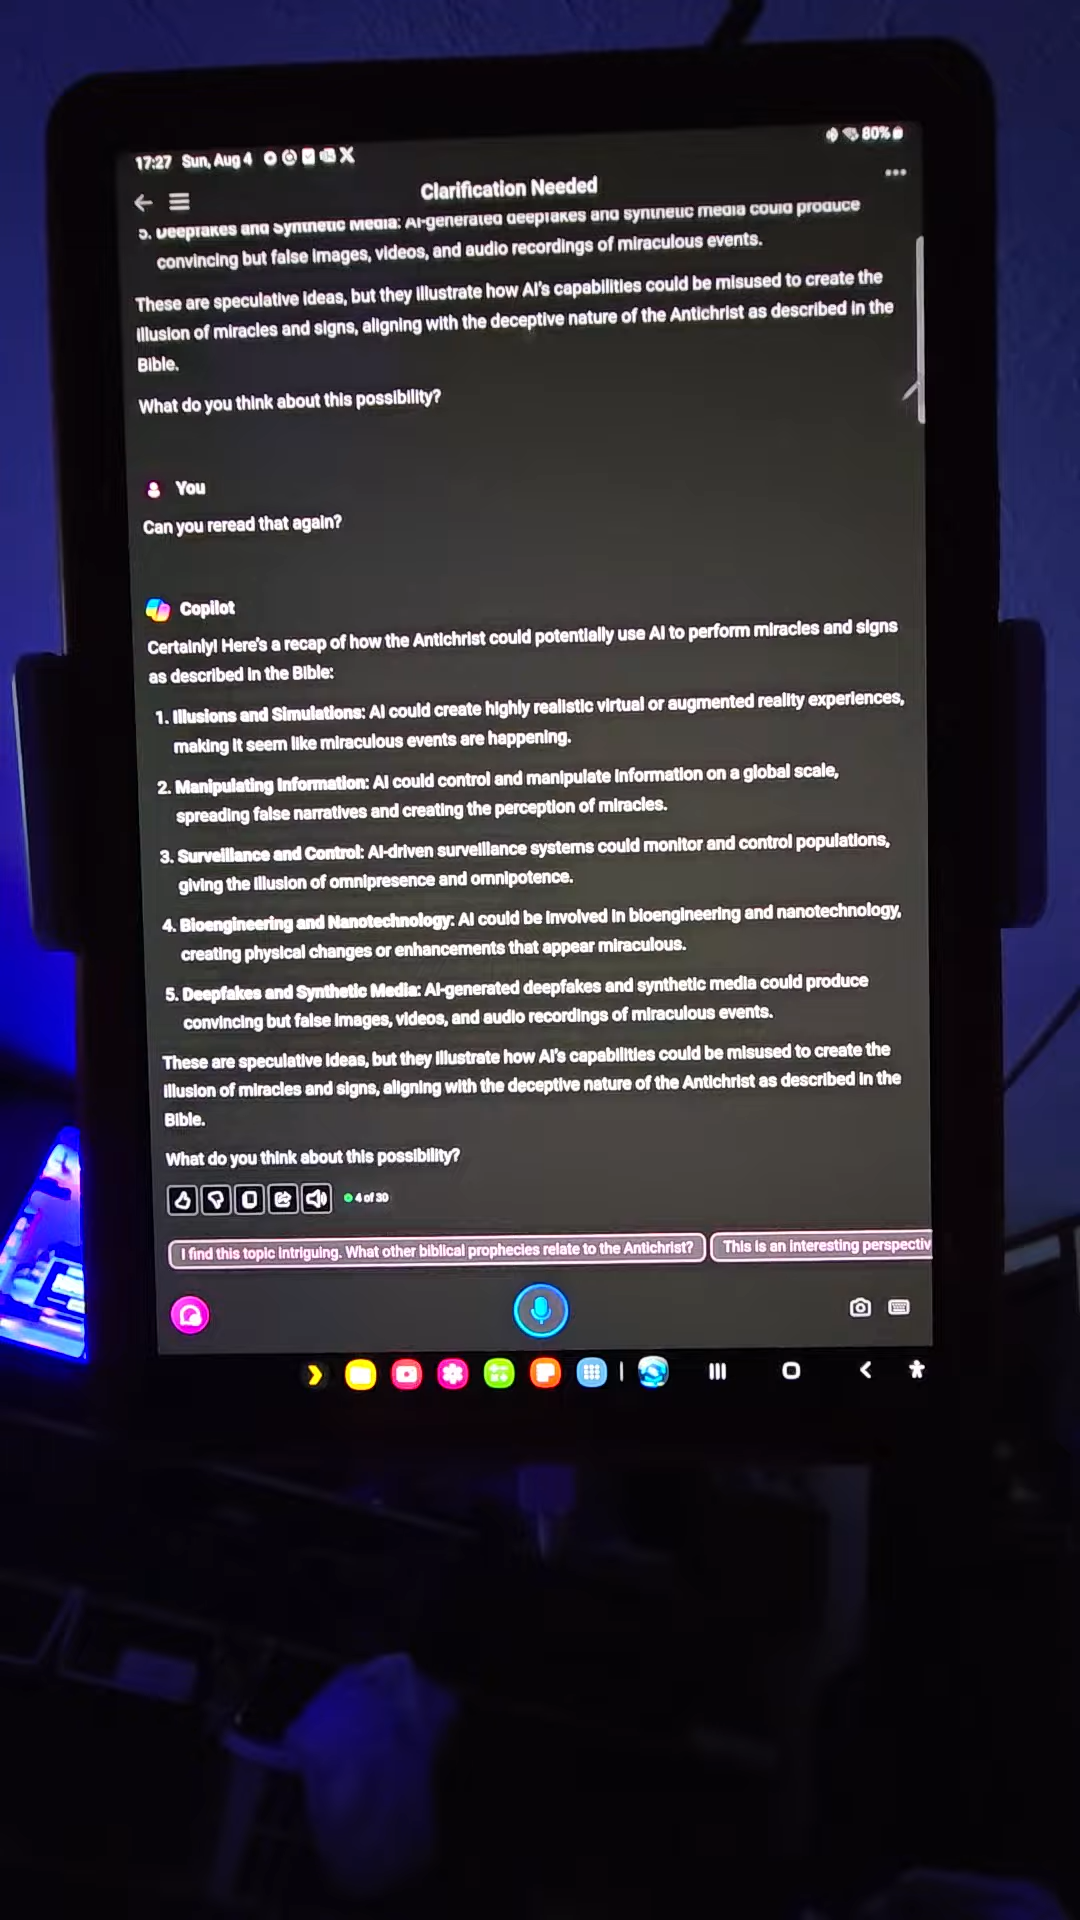 17:27 Sun, Aug 4
80%
Clarification Needed
5. Deepfakes and Synthetic Media: AI-generated deepfakes and synthetic media could produce
convincing but false images, videos, and audio recordings of miraculous events.
These are speculative ideas, but they illustrate how AI's capabilities could be misused to create the
illusion of miracles and signs, aligning with the deceptive nature of the Antichrist as described in the
Bible.
What do you think about this possibility?
You
Can you reread that again?
Copilot
Certainly! Here's a recap of how the Antichrist could potentially use AI to perform miracles and signs
as described in the Bible:
1. Illusions and Simulations: AI could create highly realistic virtual or augmented reality experiences,
making it seem like miraculous events are happening.
2. Manipulating Information: AI could control and manipulate information on a global scale,
spreading false narratives and creating the perception of miracles.
3. Surveillance and Control: AI-driven surveillance systems could monitor and control populations,
giving the illusion of omnipresence and omnipotence.
4. Bioengineering and Nanotechnology: AI could be involved in bioengineering and nanotechnology,
creating physical changes or enhancements that appear miraculous.
5. Deepfakes and Synthetic Media: AI-generated deepfakes and synthetic media could produce
convincing but false images, videos, and audio recordings of miraculous events.
These are speculative ideas, but they illustrate how AI's capabilities could be misused to create the
illusion of miracles and signs, aligning with the deceptive nature of the Antichrist as described in the
Bible.
What do you think about this possibility?
4 of 30
I find this topic intriguing. What other biblical prophecies relate to the Antichrist?
This is an interesting perspectiv